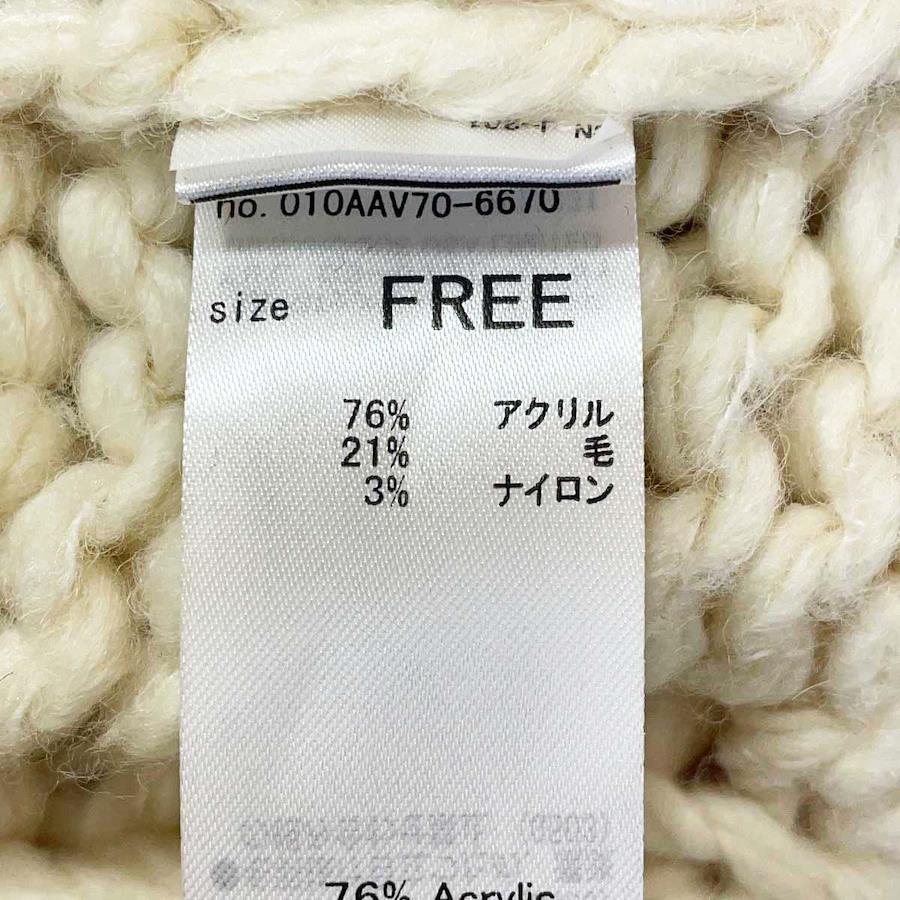 no. 010AAV70-6670
size FREE
76% アクリル
21% 毛
3% ナイロン
76% Acrylic